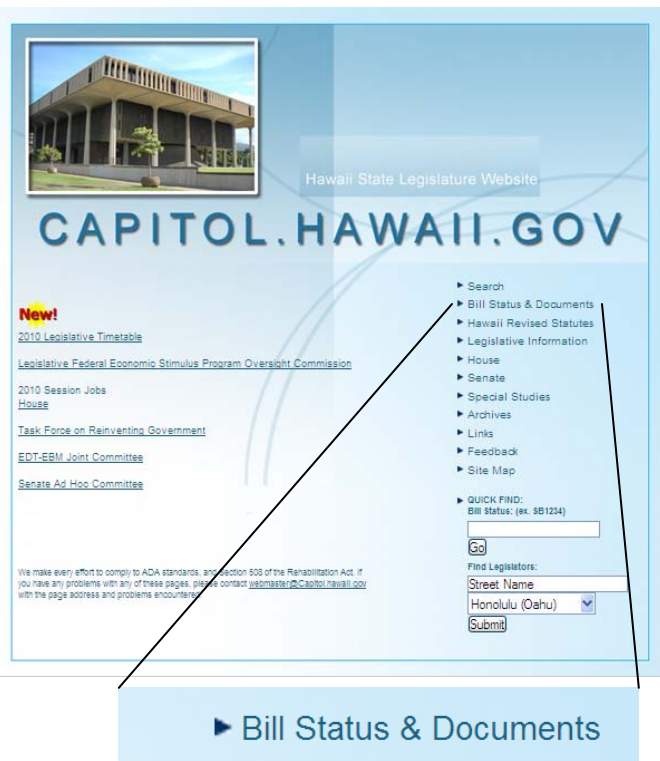 Hawaii State Legislature Website
CAPITOL.HAWAII.GOV
New!
2010 Legislative Timetable
Legislative Federal Economic Stimulus Program Oversight Commission
2010 Session Jobs
House
Task Force on Reinventing Government
EDT-EBM Joint Committee
Senate Ad Hoc Committee
We make every effort to comply to ADA standards, and Section 508 of the Rehabilitation Act. If
you have any problems with any of these pages, please contact webmaster@Capitol.hawaii.gov
with the page address and problems encountered.
Search
Bill Status & Documents
Hawaii Revised Statutes
Legislative Information
House
Senate
Special Studies
Archives
Links
Feedback
Site Map
QUICK FIND:
Bill Status: (ex. SB1234)
Go
Find Legislators:
Street Name
Honolulu (Oahu)
Submit
Bill Status & Documents